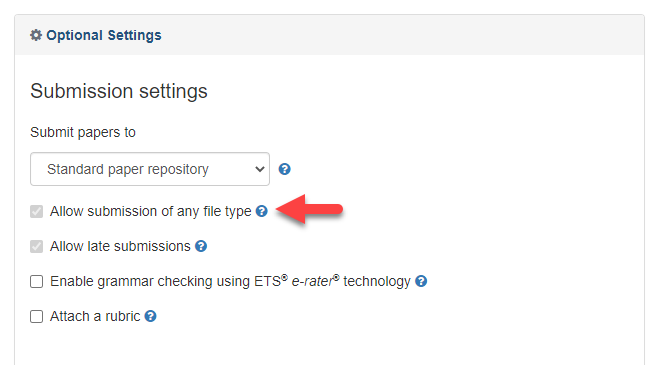 Optional Settings
Submission settings
Submit papers to
Standard paper repository
Allow submission of any file type
Allow late submissions
Enable grammar checking using ETS® e-rater® technology
Attach a rubric